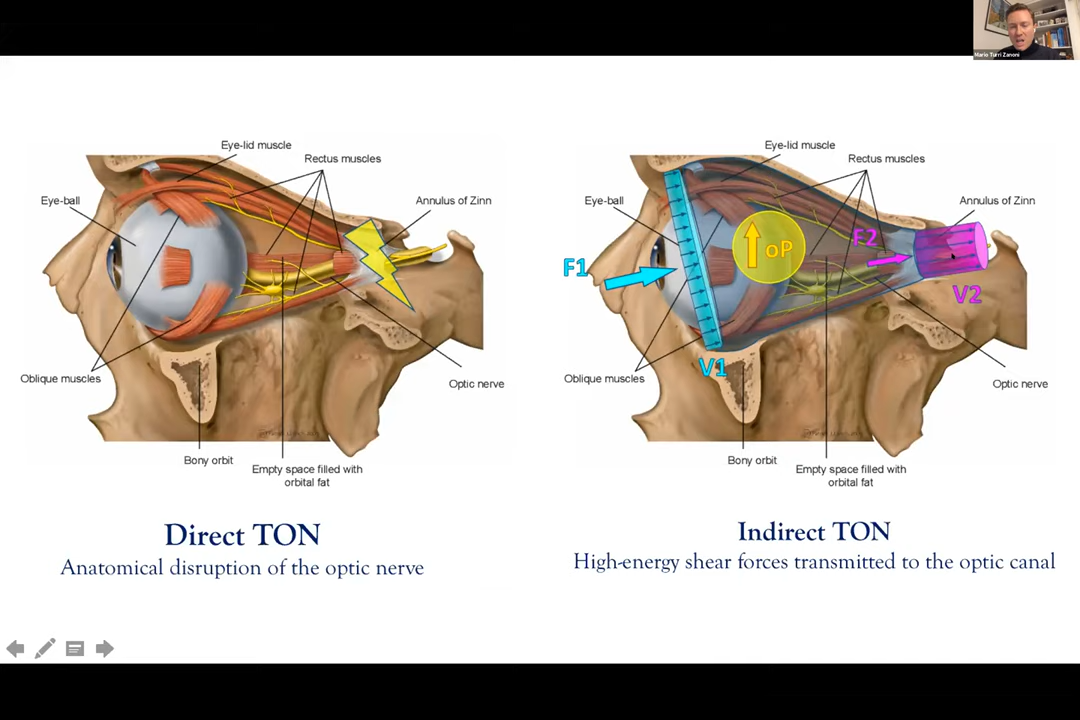 Mario Turri Zanoni
Eye-lid muscle
Rectus muscles
Eye-ball
Annulus of Zinn
Oblique muscles
Optic nerve
Bony orbit
Empty space filled with
orbital fat
Direct TON
Anatomical disruption of the optic nerve
Eye-lid muscle
Rectus muscles
Eye-ball
Annulus of Zinn
F1
oP
F2
V2
V1
Oblique muscles
Optic nerve
Bony orbit
Empty space filled with
orbital fat
Indirect TON
High-energy shear forces transmitted to the optic canal